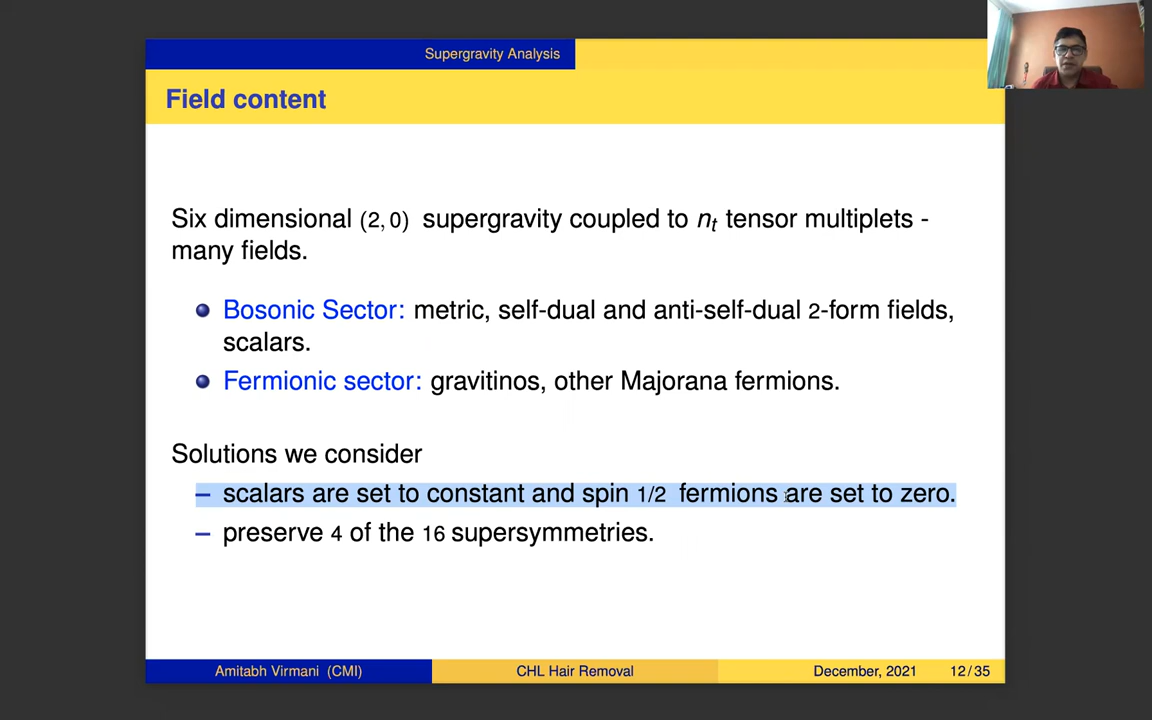 Supergravity Analysis
Field content
Six dimensional (2, 0) supergravity coupled to nt tensor multiplets -
many fields.
Bosonic Sector: metric, self-dual and anti-self-dual 2-form fields,
scalars.
Fermionic sector: gravitinos, other Majorana fermions.
Solutions we consider
– scalars are set to constant and spin 1/2 fermions are set to zero.
– preserve 4 of the 16 supersymmetries.
Amitabh Virmani (CMI) CHL Hair Removal December, 2021 12/35